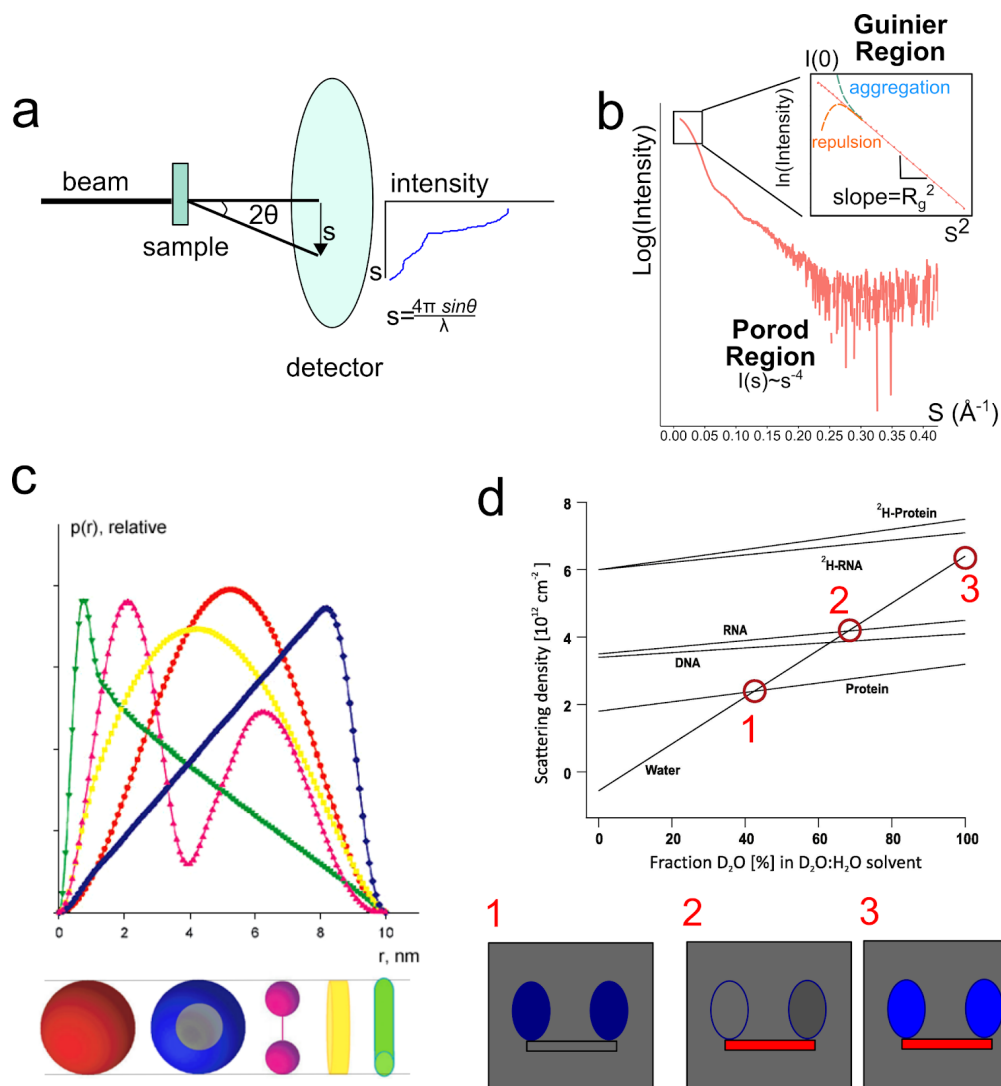 a
beam
sample
2θ
s
detector
intensity
s
s=4π sinθ
λ
b
Guinier
Region
I(0)
aggregation
repulsion
ln(Intensity)
slope=Rg²
S²
Log(Intensity)
Porod
Region
I(s)~s⁻⁴
S (Å⁻¹)
0.00 0.05 0.10 0.15 0.20 0.25 0.30 0.35 0.40
c
p(r), relative
0 2 4 6 8 10
r, nm
d
Scattering density [10¹² cm⁻²]
8
6
4
2
0
²H-Protein
²H-RNA
RNA
DNA
Protein
Water
1
2
3
0 20 40 60 80 100
Fraction D₂O [%] in D₂O:H₂O solvent
1 2 3